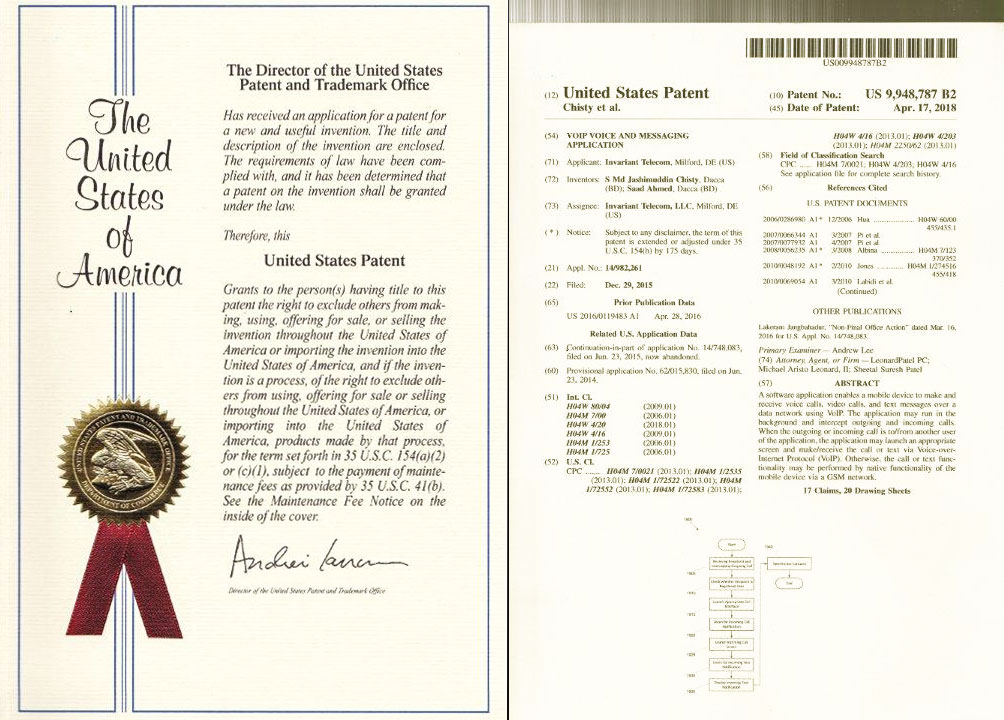 The
United
States
of
America
The Director of the United States
Patent and Trademark Office
Has received an application for a patent for
a new and useful invention. The title and
description of the invention are enclosed.
The requirements of law have been com-
plied with, and it has been determined that
a patent on the invention shall be granted
under the law.
Therefore, this
United States Patent
Grants to the person(s) having title to this
patent the right to exclude others from mak-
ing, using, offering for sale, or selling the
invention throughout the United States of
America or importing the invention into the
United States of America, and if the inven-
tion is a process, of the right to exclude oth-
ers from using, offering for sale or selling
throughout the United States of America, or
importing into the United States of
America, products made by that process,
for the term set forth in 35 U.S.C. 154(a)(2)
or (c)(1), subject to the payment of mainte-
nance fees as provided by 35 U.S.C. 41(b).
See the Maintenance Fee Notice on the
inside of the cover.
Director of the United States Patent and Trademark Office
US009948787B2
(12) United States Patent
Chisty et al.
(10) Patent No.: US 9,948,787 B2
(45) Date of Patent: Apr. 17, 2018
(54) VOIP VOICE AND MESSAGING
APPLICATION
(71) Applicant: Invariant Telecom, Milford, DE (US)
(72) Inventors: S Md Jashimuddin Chisty, Dacca
(BD); Saad Ahmed, Dacca (BD)
(73) Assignee: Invariant Telecom, LLC, Milford, DE
(US)
(*) Notice: Subject to any disclaimer, the term of this
patent is extended or adjusted under 35
U.S.C. 154(b) by 175 days.
(21) Appl. No.: 14/982,261
(22) Filed: Dec. 29, 2015
(65) Prior Publication Data
US 2016/0119483 A1 Apr. 28, 2016
Related U.S. Application Data
(63) Continuation-in-part of application No. 14/748,083,
filed on Jun. 23, 2015, now abandoned.
(60) Provisional application No. 62/015,830, filed on Jun.
23, 2014.
(51) Int. Cl.
H04W 80/04 (2009.01)
H04M 7/00 (2006.01)
H04W 4/20 (2018.01)
H04W 4/16 (2009.01)
H04M 1/253 (2006.01)
H04M 1/725 (2006.01)
(52) U.S. Cl.
CPC ...... H04M 7/0021 (2013.01); H04M 1/2535
(2013.01); H04M 1/72522 (2013.01); H04M
1/72552 (2013.01); H04M 1/72583 (2013.01);
H04W 4/16 (2013.01); H04W 4/203
(2013.01); H04M 2250/62 (2013.01)
(58) Field of Classification Search
CPC ...... H04M 7/0021; H04W 4/203; H04W 4/16
See application file for complete search history.
(56) References Cited
U.S. PATENT DOCUMENTS
2006/0286980 A1* 12/2006 Hua ...................... H04W 60/00
455/435.1
2007/0066344 A1 3/2007 Pi et al.
2007/0077932 A1 4/2007 Pi et al.
2008/0056235 A1* 3/2008 Albina .................. H04M 7/123
370/352
2010/0048192 A1* 2/2010 Jones ............. H04M 1/274516
455/418
2010/0069054 A1 3/2010 Labidi et al.
(Continued)
OTHER PUBLICATIONS
Lakeram Jangbahadur, "Non-Final Office Action" dated Mar. 16,
2016 for U.S. Appl. No. 14/748,083.
Primary Examiner — Andrew Lee
(74) Attorney, Agent, or Firm — LeonardPatel PC;
Michael Aristo Leonard, II; Sheetal Suresh Patel
(57) ABSTRACT
A software application enables a mobile device to make and
receive voice calls, video calls, and text messages over a
data network using VoIP. The application may run in the
background and intercept outgoing and incoming calls.
When the outgoing or incoming call is to/from another user
of the application, the application may launch an appropriate
screen and make/receive the call or text via Voice-over-
Internet Protocol (VoIP). Otherwise, the call or text func-
tionality may be performed by native functionality of the
mobile device via a GSM network.
17 Claims, 20 Drawing Sheets
Start
End